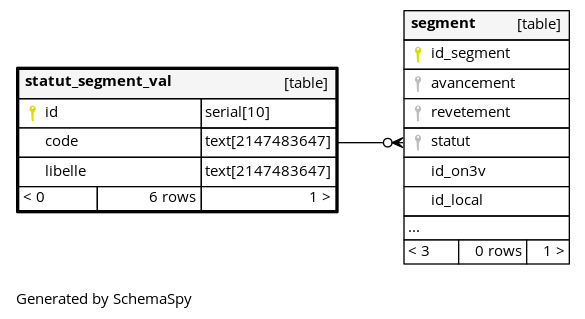 segment [table]
id_segment
avancement
revetement
statut
id_on3v
id_local
...
< 3 0 rows 1 >
statut_segment_val [table]
id serial[10]
code text[2147483647]
libelle text[2147483647]
< 0 6 rows 1 >
Generated by SchemaSpy